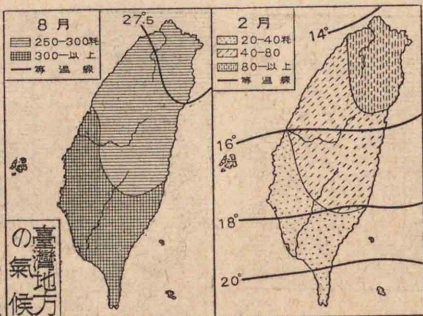 8月
250-300粍
300-以上
等温線
27.5
2月
20-40粍
40-80
80-以上
等温線
14°
16°
18°
20°
臺灣地方
の氣候